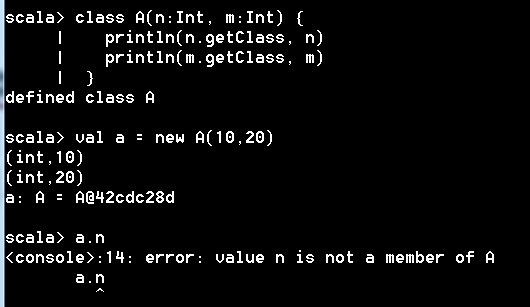 scala> class A(n:Int, m:Int) {
     |    println(n.getClass, n)
     |    println(m.getClass, m)
     |  }
defined class A
scala> val a = new A(10,20)
(int,10)
(int,20)
a: A = A@42cdc28d
scala> a.n
<console>:14: error: value n is not a member of A
       a.n
         ^